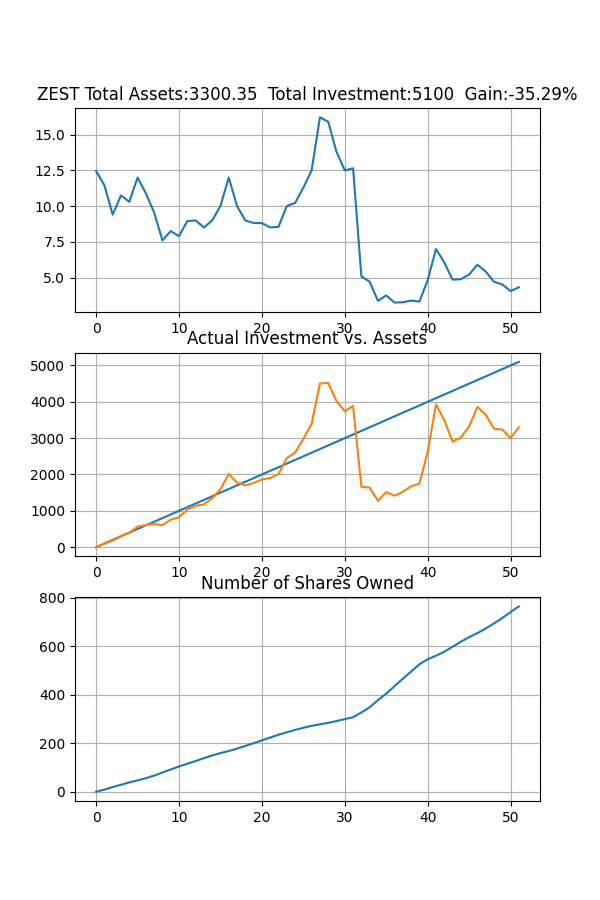 ZEST Total Assets:3300.35  Total Investment:5100  Gain:-35.29%
15.0
12.5
10.0
7.5
5.0
0 10 20 30 40 50
Actual Investment vs. Assets
5000
4000
3000
2000
1000
0
0 10 20 30 40 50
Number of Shares Owned
800
600
400
200
0
0 10 20 30 40 50